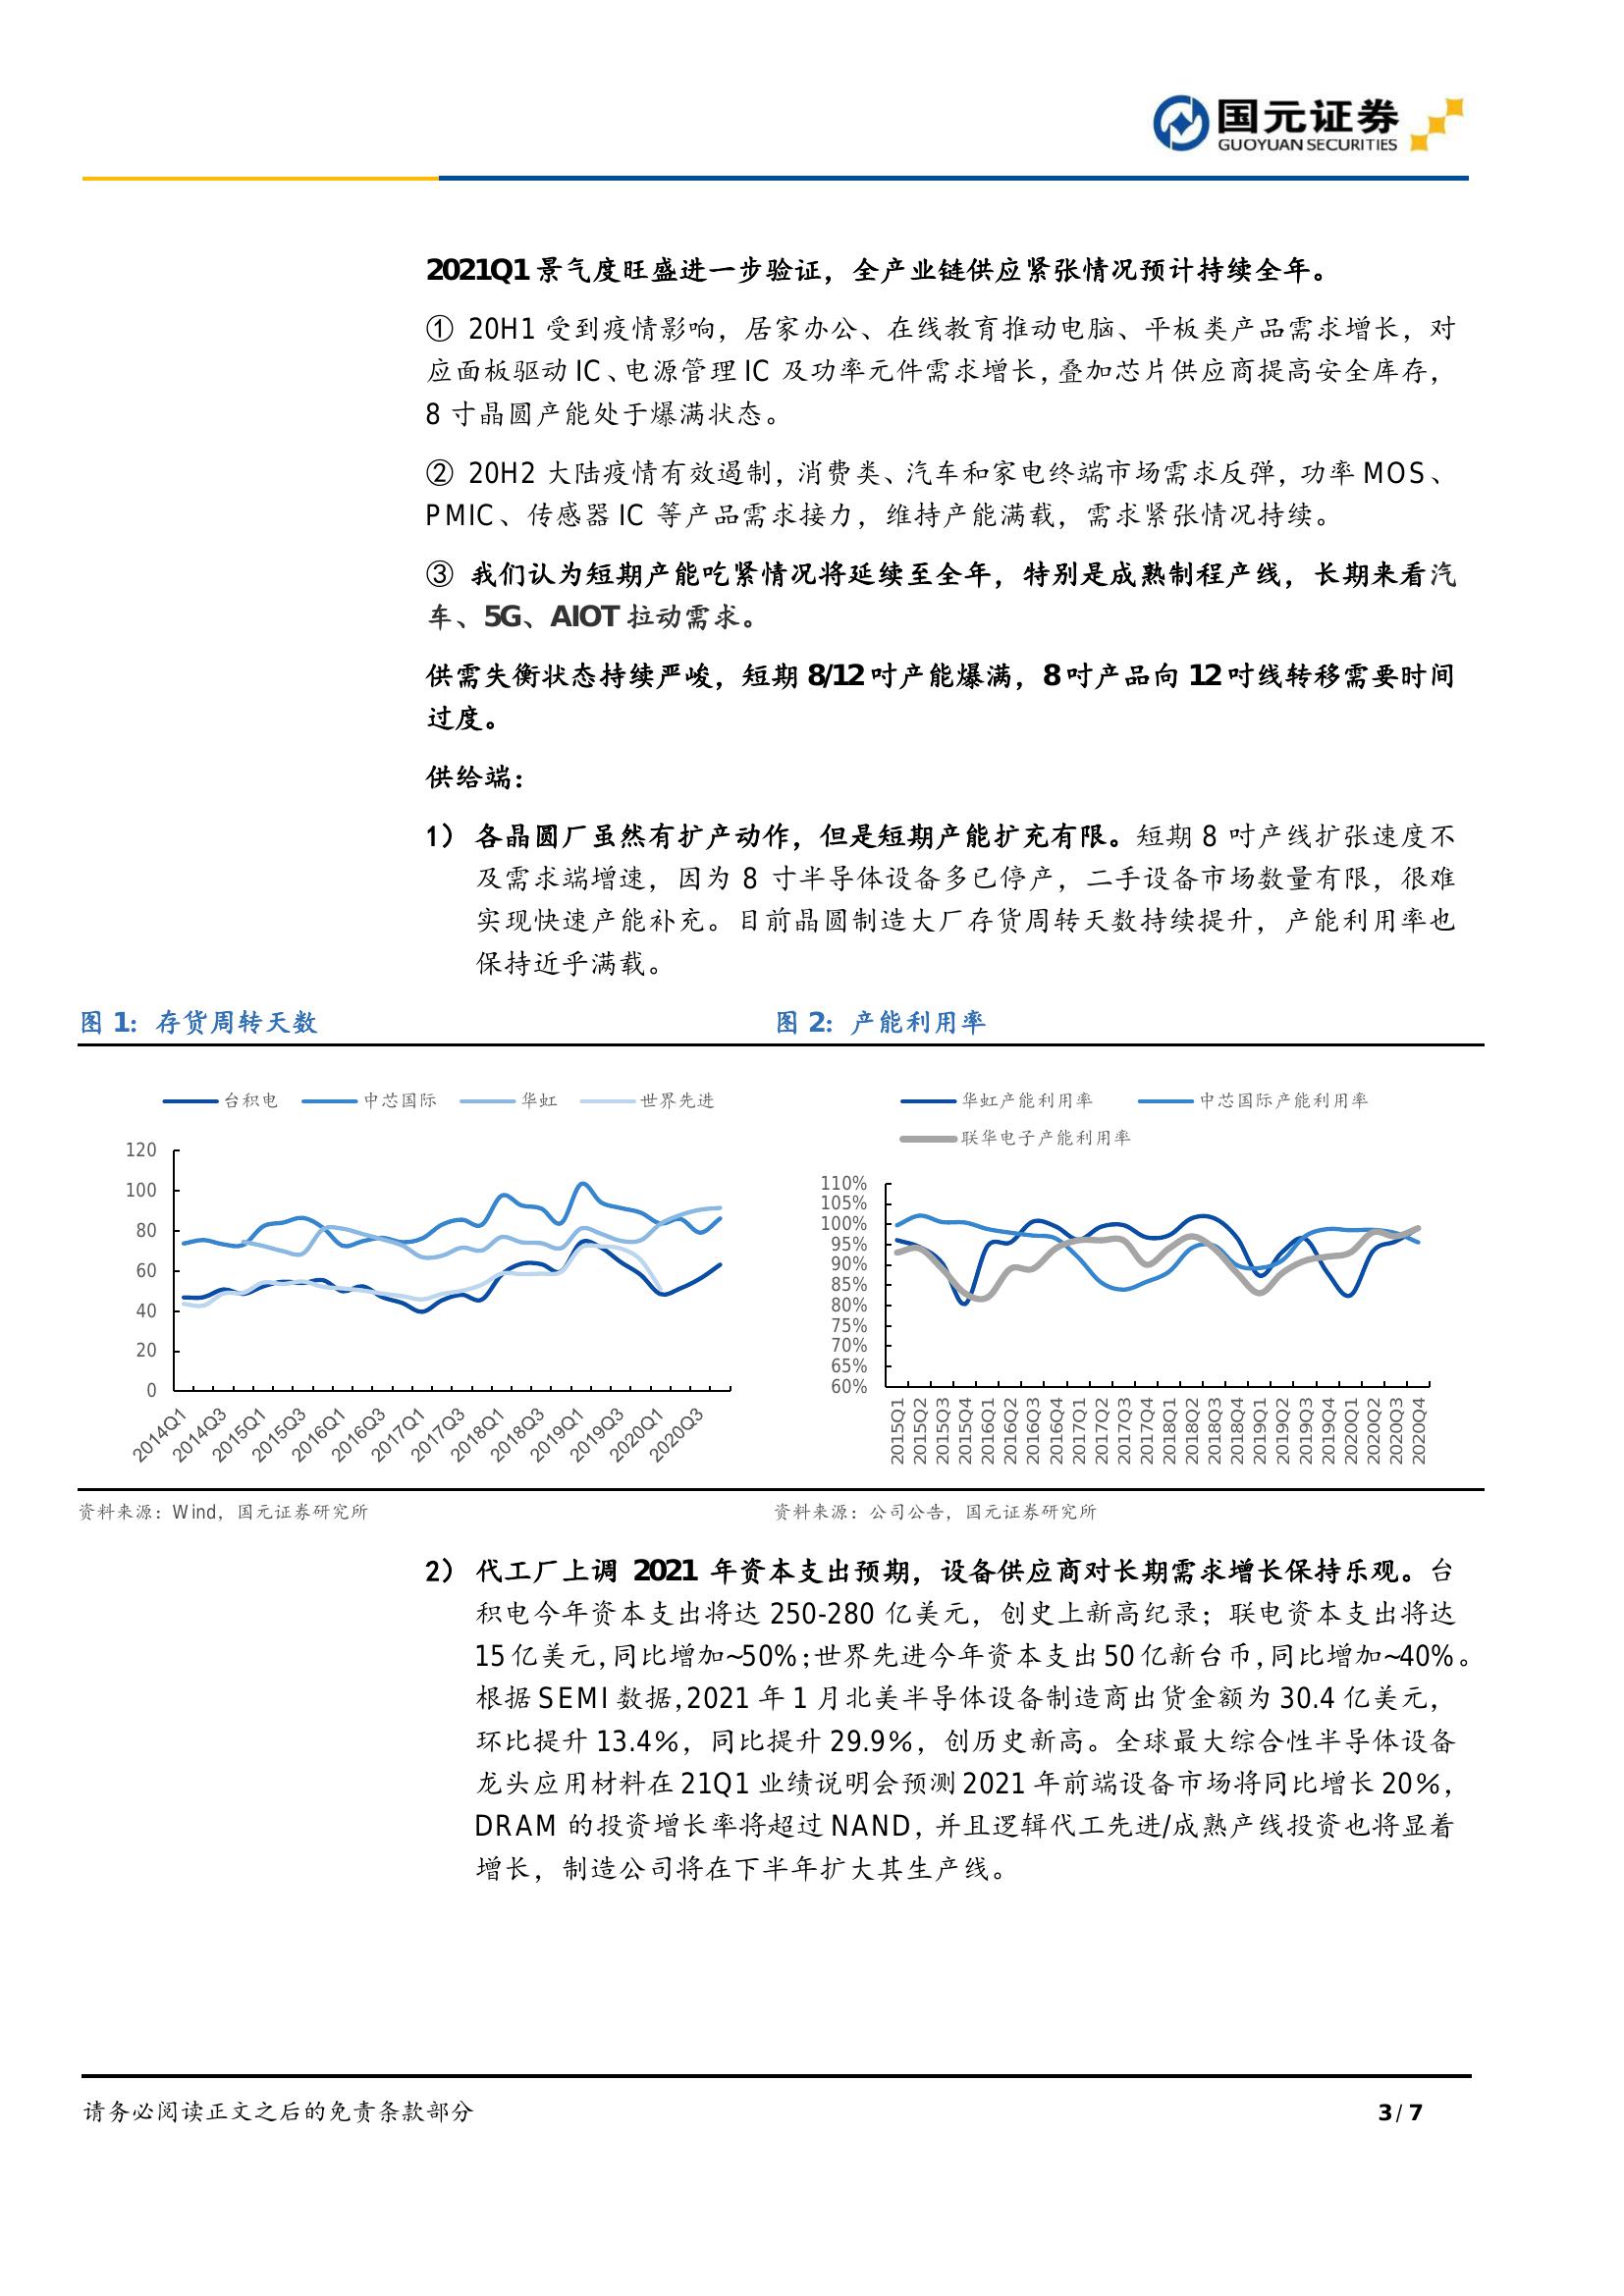 国元证券
GUOYUAN SECURITIES
2021Q1 景气度旺盛进一步验证，全产业链供应紧张情况预计持续全年。
① 20H1 受到疫情影响，居家办公、在线教育推动电脑、平板类产品需求增长，对
应面板驱动 IC、电源管理 IC 及功率元件需求增长，叠加芯片供应商提高安全库存，
8 寸晶圆产能处于爆满状态。
② 20H2 大陆疫情有效遏制，消费类、汽车和家电终端市场需求反弹，功率 MOS、
PMIC、传感器 IC 等产品需求接力，维持产能满载，需求紧张情况持续。
③ 我们认为短期产能吃紧情况将延续至全年，特别是成熟制程产线，长期来看汽
车、5G、AIOT 拉动需求。
供需失衡状态持续严峻，短期 8/12 吋产能爆满，8 吋产品向 12 吋线转移需要时间
过度。
供给端：
1） 各晶圆厂虽然有扩产动作，但是短期产能扩充有限。短期 8 吋产线扩张速度不
及需求端增速，因为 8 寸半导体设备多已停产，二手设备市场数量有限，很难
实现快速产能补充。目前晶圆制造大厂存货周转天数持续提升，产能利用率也
保持近乎满载。
图 1：存货周转天数
台积电 中芯国际 华虹 世界先进
120
100
80
60
40
20
0
2014Q1 2014Q3 2015Q1 2015Q3 2016Q1 2016Q3 2017Q1 2017Q3 2018Q1 2018Q3 2019Q1 2019Q3 2020Q1 2020Q3
资料来源：Wind，国元证券研究所
图 2：产能利用率
华虹产能利用率 中芯国际产能利用率
联华电子产能利用率
110%
105%
100%
95%
90%
85%
80%
75%
70%
65%
60%
2015Q1 2015Q2 2015Q3 2015Q4 2016Q1 2016Q2 2016Q3 2016Q4 2017Q1 2017Q2 2017Q3 2017Q4 2018Q1 2018Q2 2018Q3 2018Q4 2019Q1 2019Q2 2019Q3 2019Q4 2020Q1 2020Q2 2020Q3 2020Q4
资料来源：公司公告，国元证券研究所
2） 代工厂上调 2021 年资本支出预期，设备供应商对长期需求增长保持乐观。台
积电今年资本支出将达 250-280 亿美元，创史上新高纪录；联电资本支出将达
15 亿美元，同比增加~50%；世界先进今年资本支出 50 亿新台币，同比增加~40%。
根据 SEMI 数据，2021 年 1 月北美半导体设备制造商出货金额为 30.4 亿美元，
环比提升 13.4%，同比提升 29.9%，创历史新高。全球最大综合性半导体设备
龙头应用材料在 21Q1 业绩说明会预测 2021 年前端设备市场将同比增长 20%，
DRAM 的投资增长率将超过 NAND，并且逻辑代工先进/成熟产线投资也将显着
增长，制造公司将在下半年扩大其生产线。
请务必阅读正文之后的免责条款部分
3 / 7